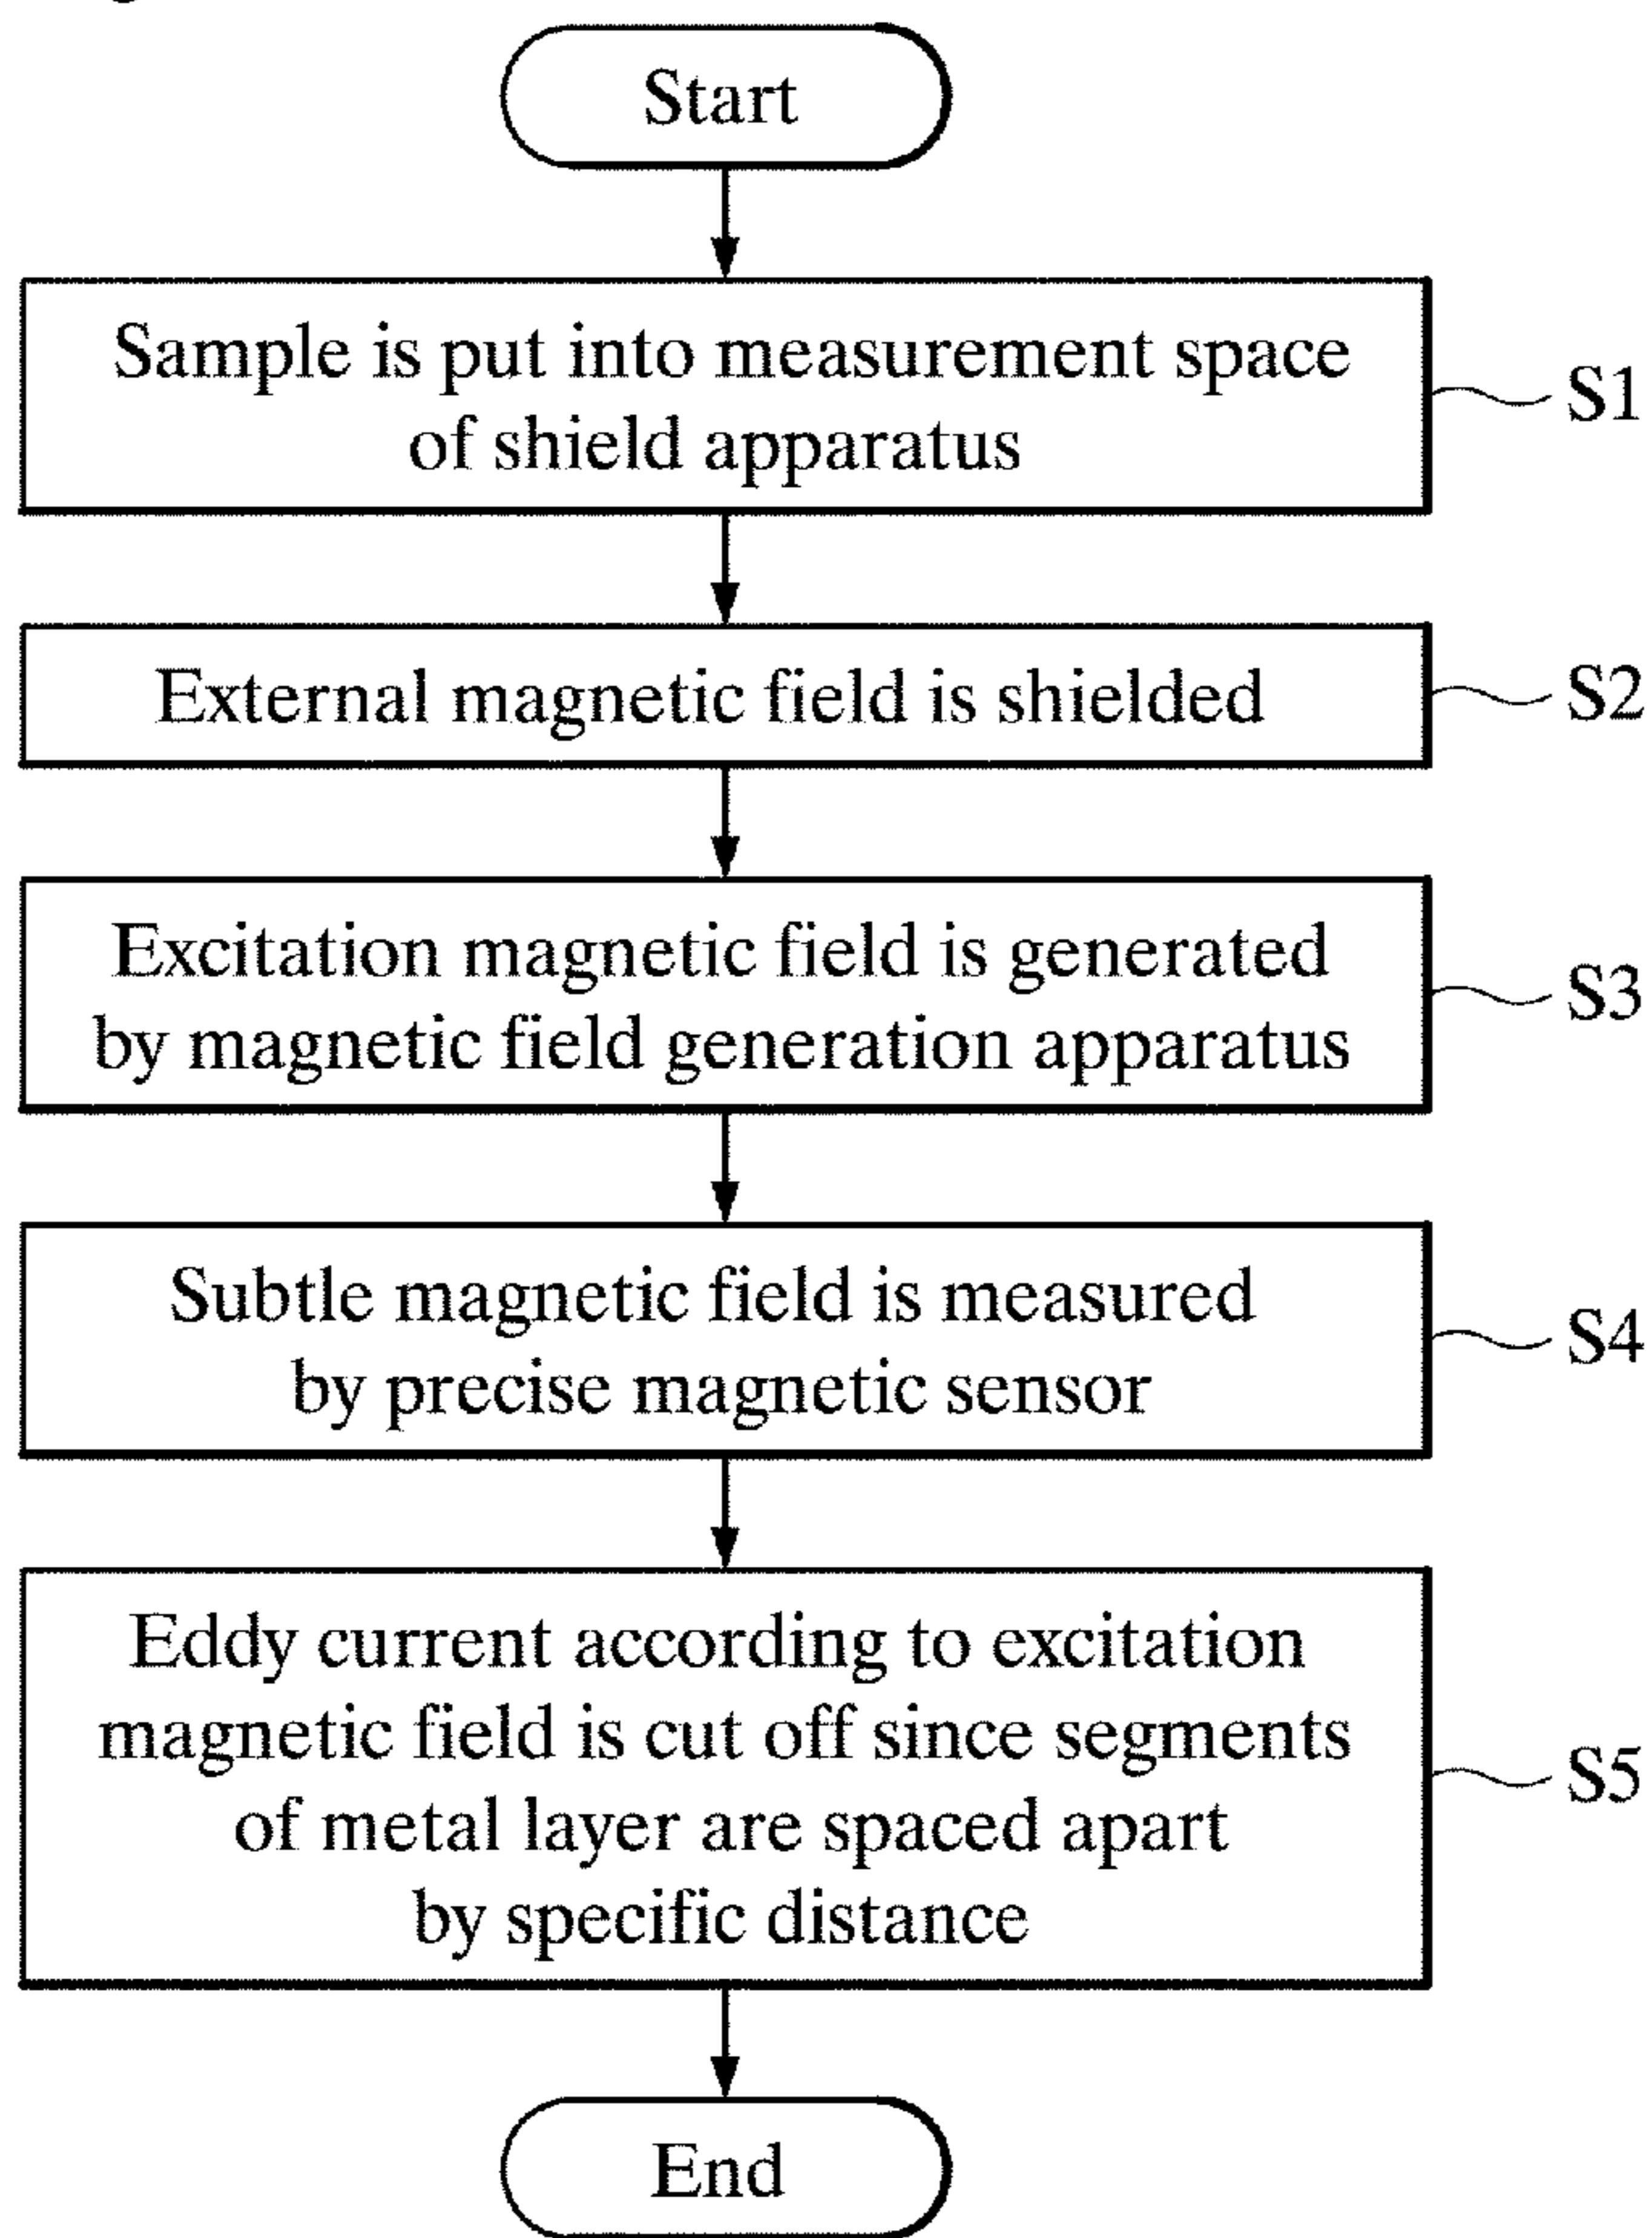 Start
Sample is put into measurement space
of shield apparatus
S1
External magnetic field is shielded
S2
Excitation magnetic field is generated
by magnetic field generation apparatus
S3
Subtle magnetic field is measured
by precise magnetic sensor
S4
Eddy current according to excitation
magnetic field is cut off since segments
of metal layer are spaced apart
by specific distance
S5
End